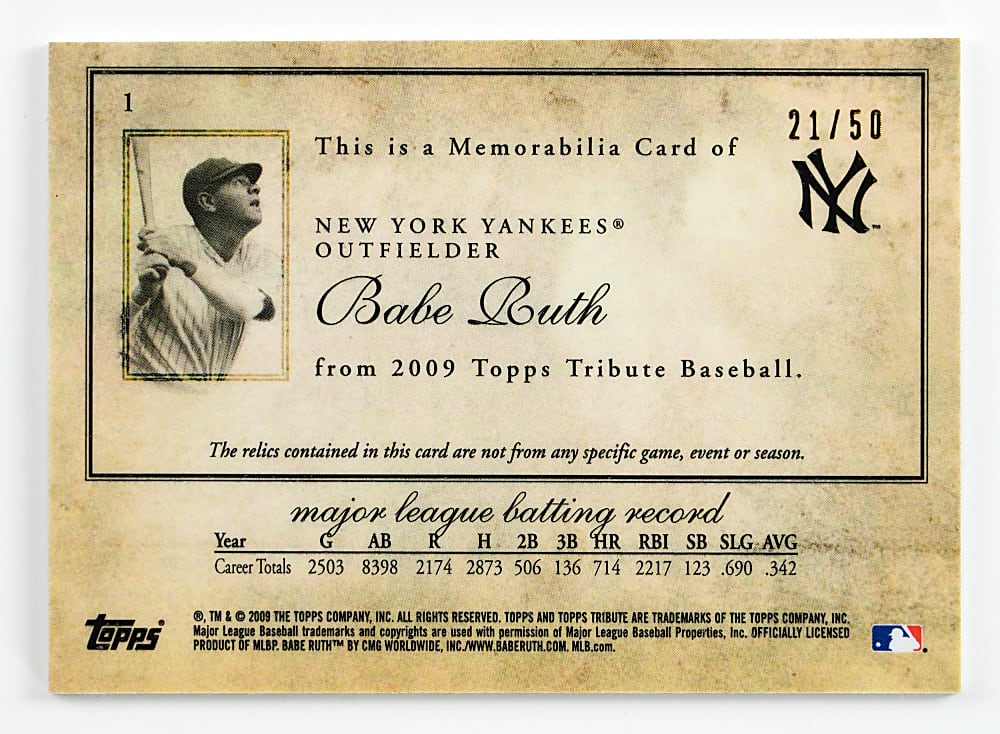 1
21/50
This is a Memorabilia Card of
NY™
NEW YORK YANKEES®
OUTFIELDER
Babe Ruth
from 2009 Topps Tribute Baseball.
The relics contained in this card are not from any specific game, event or season.
major league batting record
Year G AB R H 2B 3B HR RBI SB SLG AVG
Career Totals 2503 8398 2174 2873 506 136 714 2217 123 .690 .342
topps®
®, TM & © 2009 THE TOPPS COMPANY, INC. ALL RIGHTS RESERVED. TOPPS AND TOPPS TRIBUTE ARE TRADEMARKS OF THE TOPPS COMPANY, INC.
Major League Baseball trademarks and copyrights are used with permission of Major League Baseball Properties, Inc. OFFICIALLY LICENSED
PRODUCT OF MLBP. BABE RUTH™ BY CMG WORLDWIDE, INC./WWW.BABERUTH.COM. MLB.com.